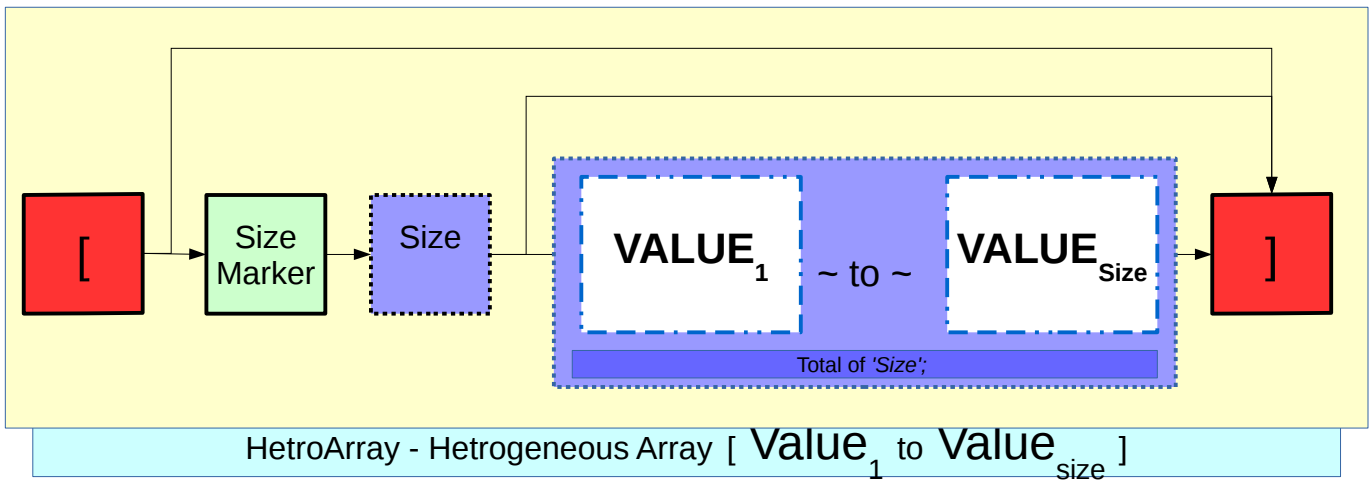 [
Size
Marker
Size
VALUE1
~ to ~
VALUESize
]
Total of 'Size';
HetroArray - Hetrogeneous Array [ Value1 to Valuesize ]